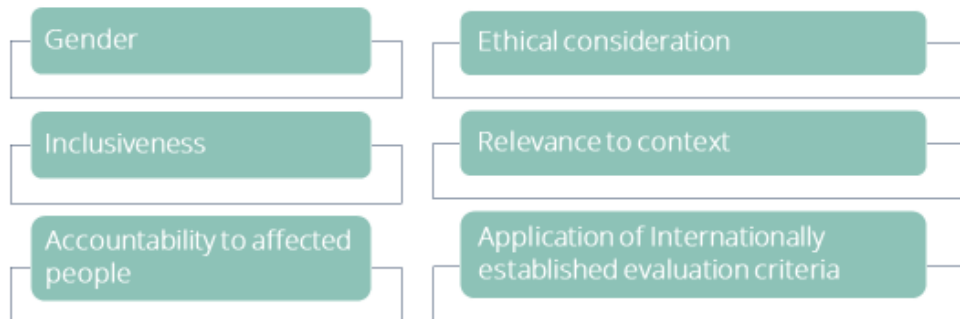 Gender
Ethical consideration
Inclusiveness
Relevance to context
Accountability to affected
people
Application of Internationally
established evaluation criteria